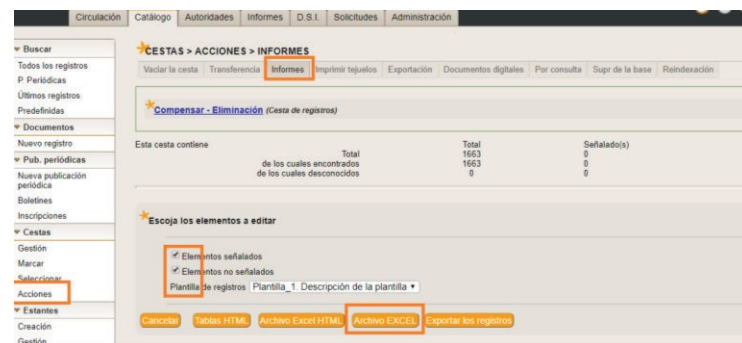 Circulación Catálogo Autoridades Informes D.S.I. Solicitudes Administración
Buscar
Todos los registros
P. Periódicas
Últimos registros
Predefinidas
Documentos
Nuevo registro
Pub. periódicas
Nueva publicación
periódica
Boletines
Inscripciones
Cestas
Gestión
Marcar
Seleccionar
Acciones
Estantes
Creación
Gestión
CESTAS > ACCIONES > INFORMES
Vaciar la cesta Transferencia Informes Imprimir tejuelos Exportación Documentos digitales Por consulta Supr de la base Reindexación
Compensar - Eliminación (Cesta de registros)
Esta cesta contiene Total Señalado(s)
Total 1663 0
de los cuales encontrados 1663 0
de los cuales desconocidos 0 0
Escoja los elementos a editar
Elementos señalados
Elementos no señalados
Plantilla de registros Plantilla_1. Descripción de la plantilla
Cancelar Tablas HTML Archivo Excel HTML Archivo EXCEL Exportar los registros